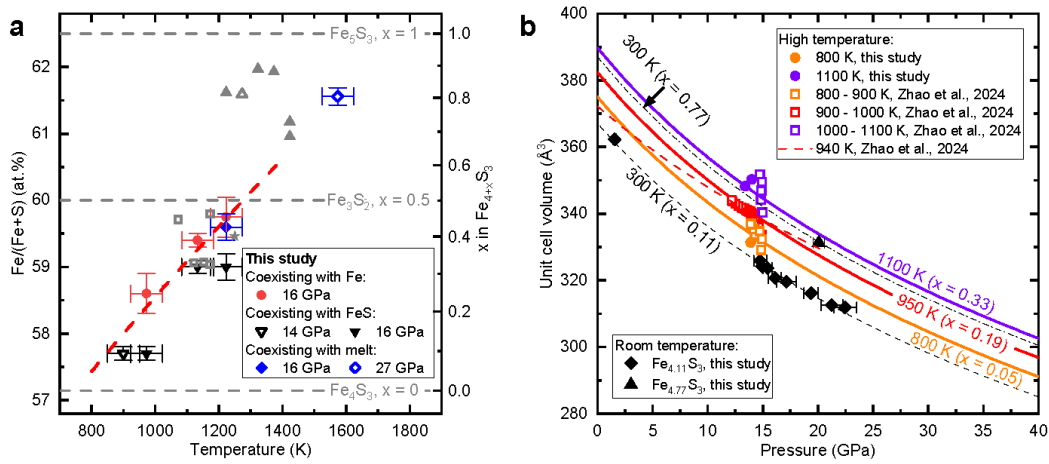 a
Fe/(Fe+S) (at.%)
62
61
60
59
58
57
800
1000
1200
1400
1600
1800
Temperature (K)
1.0
0.8
0.6
0.4
0.2
0.0
x in Fe4+xS3
Fe5S3, x = 1
Fe3S2, x = 0.5
Fe4S3, x = 0
This study
Coexisting with Fe:
16 GPa
Coexisting with FeS:
14 GPa
16 GPa
Coexisting with melt:
16 GPa
27 GPa
b
Unit cell volume (Å3)
400
380
360
340
320
300
280
0
5
10
15
20
25
30
35
40
Pressure (GPa)
High temperature:
800 K, this study
1100 K, this study
800 - 900 K, Zhao et al., 2024
900 - 1000 K, Zhao et al., 2024
1000 - 1100 K, Zhao et al., 2024
940 K, Zhao et al., 2024
300 K (x = 0.77)
300 K (x = 0.11)
1100 K (x = 0.33)
950 K (x = 0.19)
800 K (x = 0.05)
Room temperature:
Fe4.11S3, this study
Fe4.77S3, this study